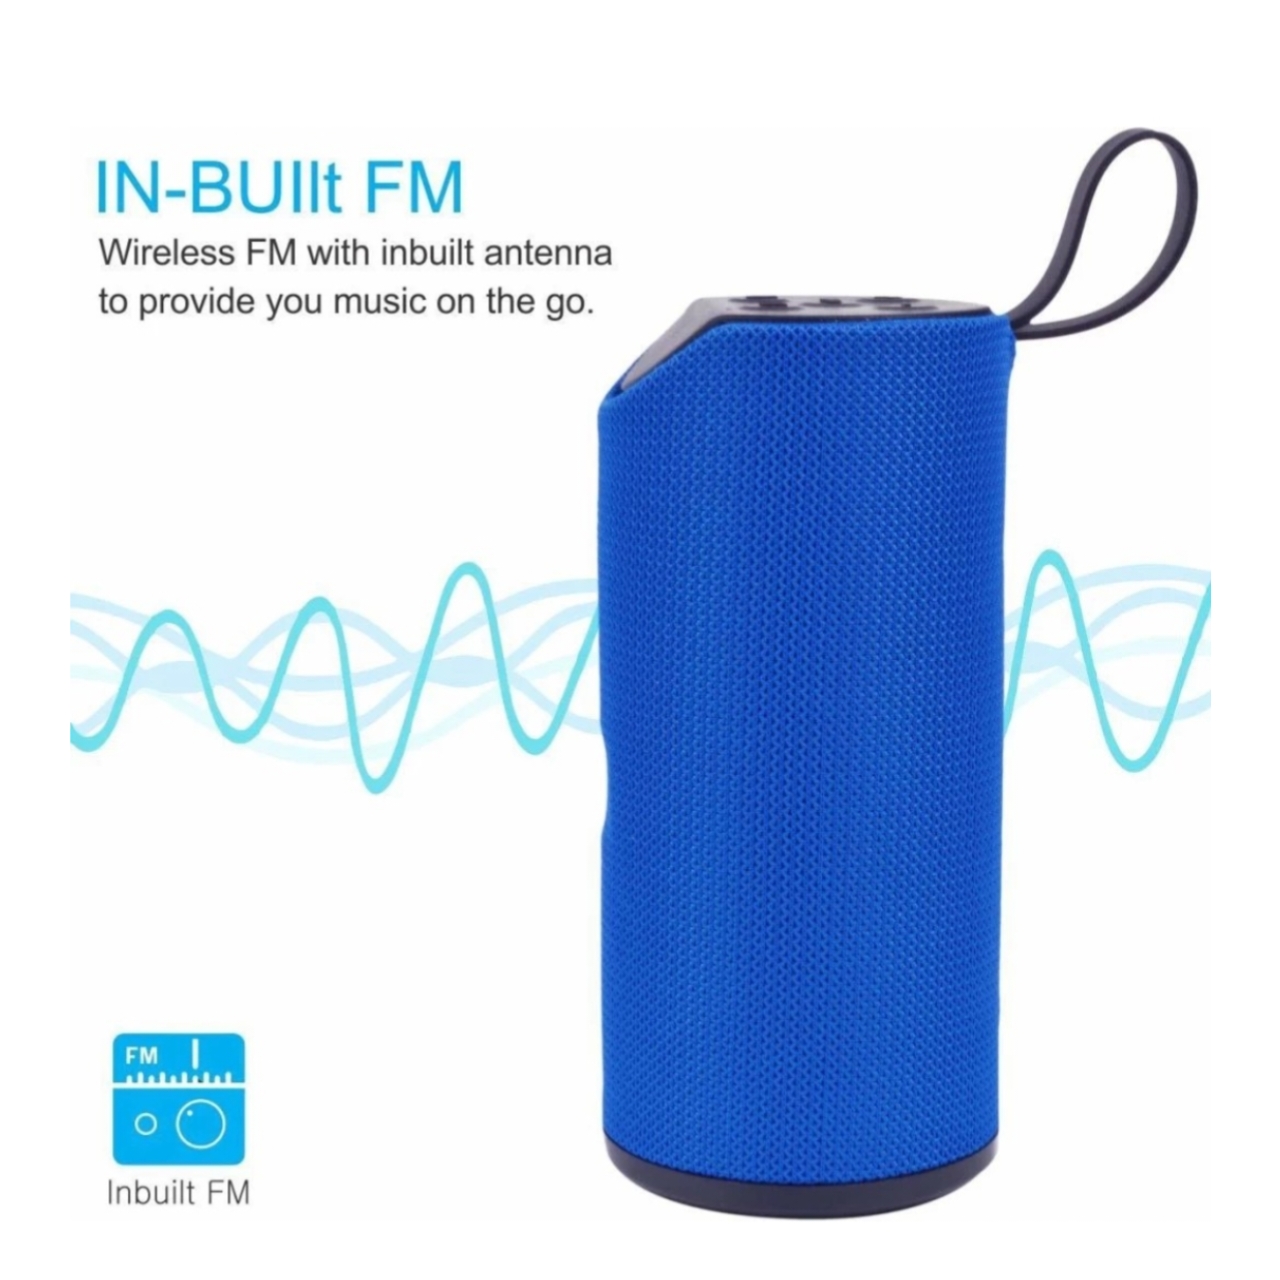 IN-BUIlt FM
Wireless FM with inbuilt antenna
to provide you music on the go.
FM
Inbuilt FM